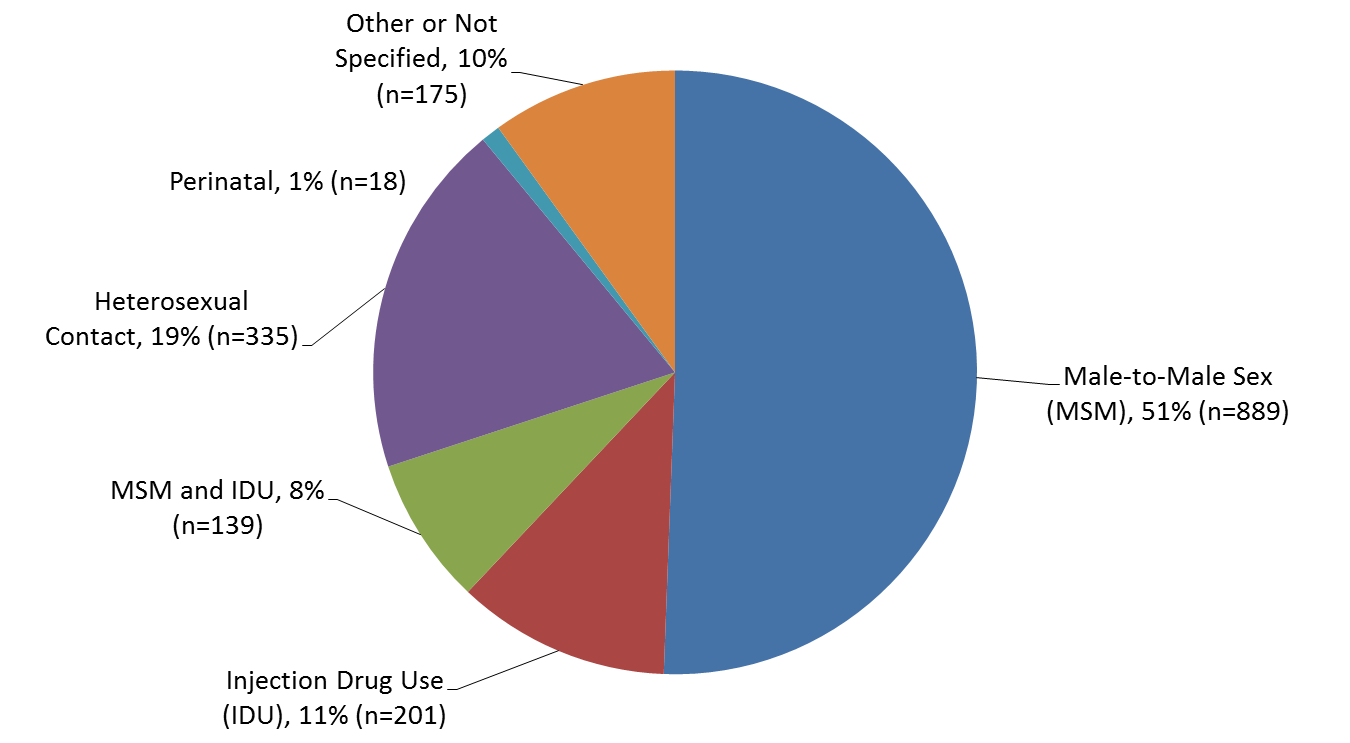 Other or Not
Specified, 10%
(n=175)
Perinatal, 1% (n=18)
Heterosexual
Contact, 19% (n=335)
Male-to-Male Sex
(MSM), 51% (n=889)
MSM and IDU, 8%
(n=139)
Injection Drug Use
(IDU), 11% (n=201)